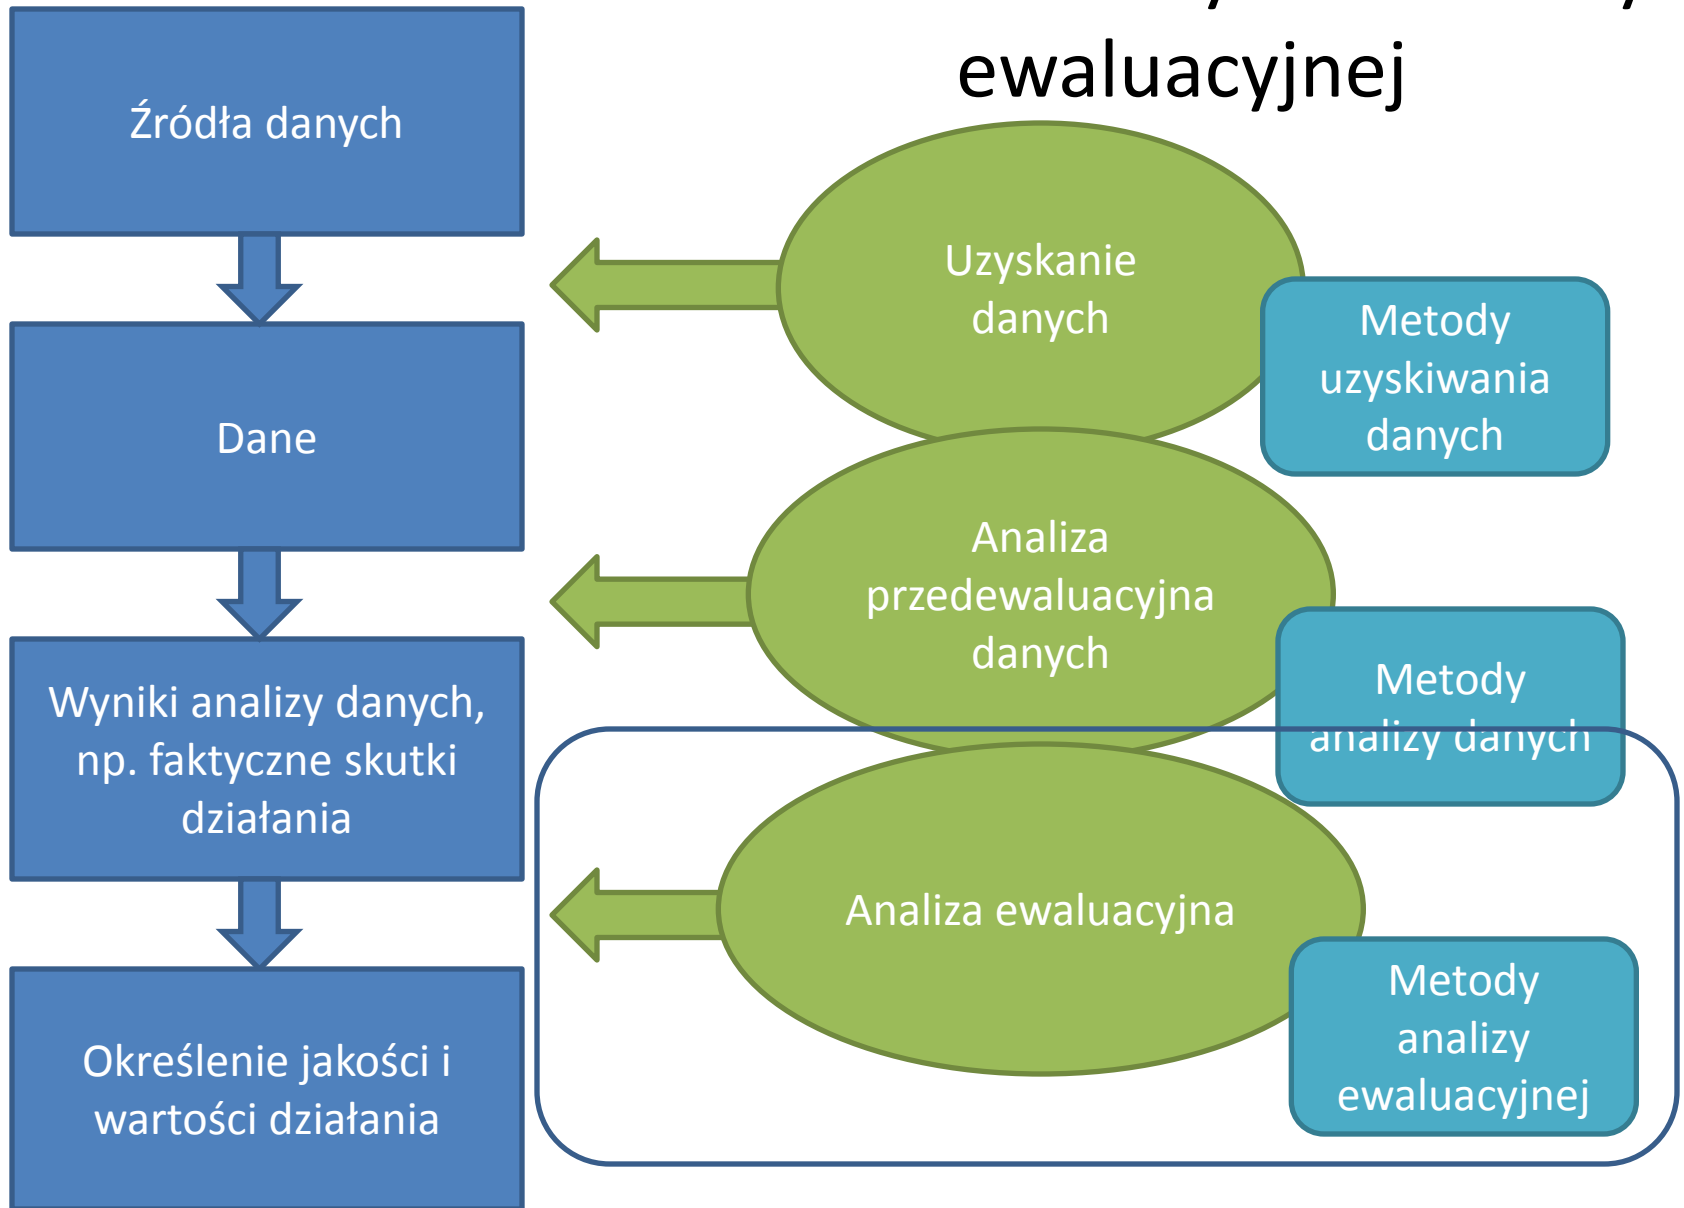 ewaluacyjnej
Źródła danych
Uzyskanie
danych
Metody
uzyskiwania
danych
Dane
Analiza
przedewaluacyjna
danych
Metody
analizy danych
Wyniki analizy danych,
np. faktyczne skutki
działania
Analiza ewaluacyjna
Metody
analizy
ewaluacyjnej
Określenie jakości i
wartości działania